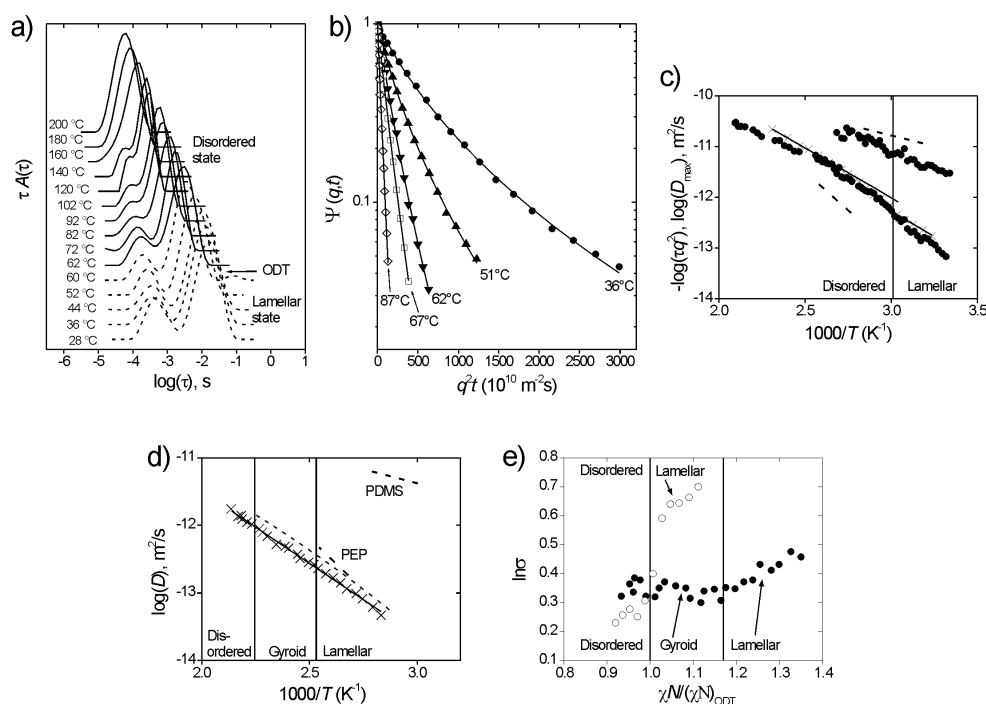 a)
τ A(τ)
200 °C
180 °C
160 °C
140 °C
120 °C
102 °C
92 °C
82 °C
72 °C
62 °C
60 °C
52 °C
44 °C
36 °C
28 °C
Disordered
state
ODT
Lamellar
state
-6 -5 -4 -3 -2 -1 0 1
log(τ), s
b)
Ψ(q,t)
1
0.1
87°C
67°C
62°C
51°C
36°C
0 500 1000 1500 2000 2500 3000
q²t (10¹⁰ m⁻²s)
c)
-log(τq²), log(Dmax), m²/s
-10
-11
-12
-13
-14
Disordered
Lamellar
2.0 2.5 3.0 3.5
1000/T (K⁻¹)
d)
log(D), m²/s
-11
-12
-13
-14
PDMS
PEP
Dis-
ordered
Gyroid
Lamellar
2.0 2.5 3.0
1000/T (K⁻¹)
e)
lnσ
0.8
0.7
0.6
0.5
0.4
0.3
0.2
0.1
Disordered
Lamellar
Disordered
Gyroid
Lamellar
0.8 0.9 1.0 1.1 1.2 1.3 1.4
χN/(χN)ODT